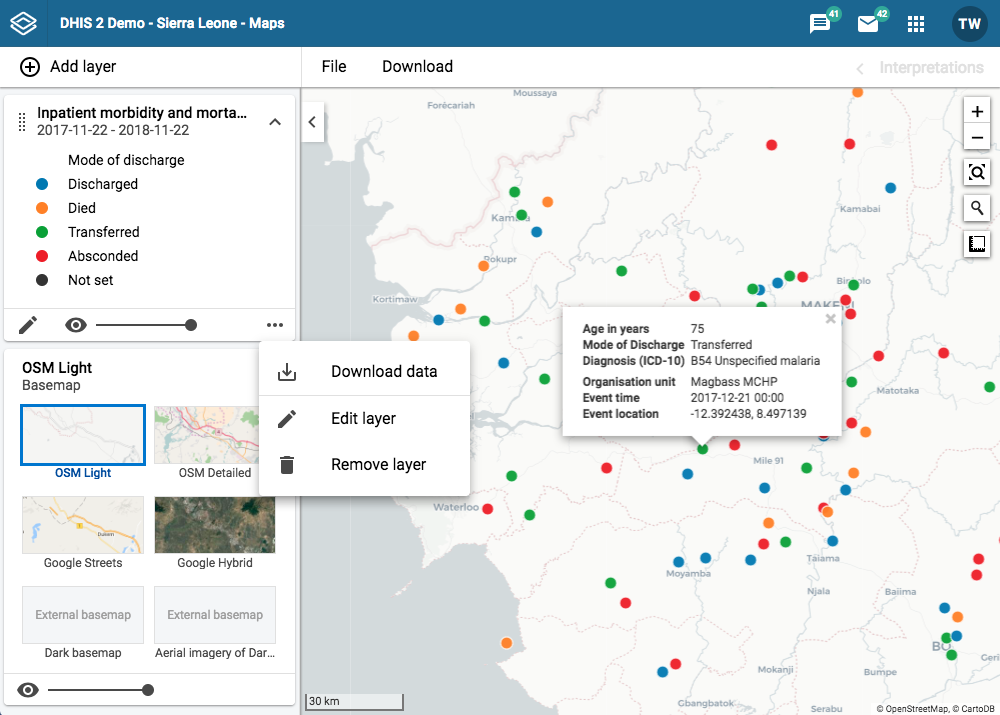 DHIS 2 Demo - Sierra Leone - Maps
41
42
TW
Add layer
File
Download
Interpretations
Inpatient morbidity and morta...
2017-11-22 - 2018-11-22
Mode of discharge
Discharged
Died
Transferred
Absconded
Not set
OSM Light
Basemap
OSM Light
OSM Detailed
Google Streets
Google Hybrid
External basemap
External basemap
Dark basemap
Aerial imagery of Dar...
Download data
Edit layer
Remove layer
Moussaya
Forécariah
Kamabai
Rokupr
Kortimaw
Age in years 75
Mode of Discharge Transferred
Diagnosis (ICD-10) B54 Unspecified malaria
Organisation unit Magbass MCHP
Event time 2017-12-21 00:00
Event location -12.392438, 8.497139
Matotaka
Mile 91
Waterloo
Taiama
Moyamba
Njala
Baiima
BO
Mokanji
Bumpe
Gbangbatok
Serabu
30 km
© OpenStreetMap, © CartoDB